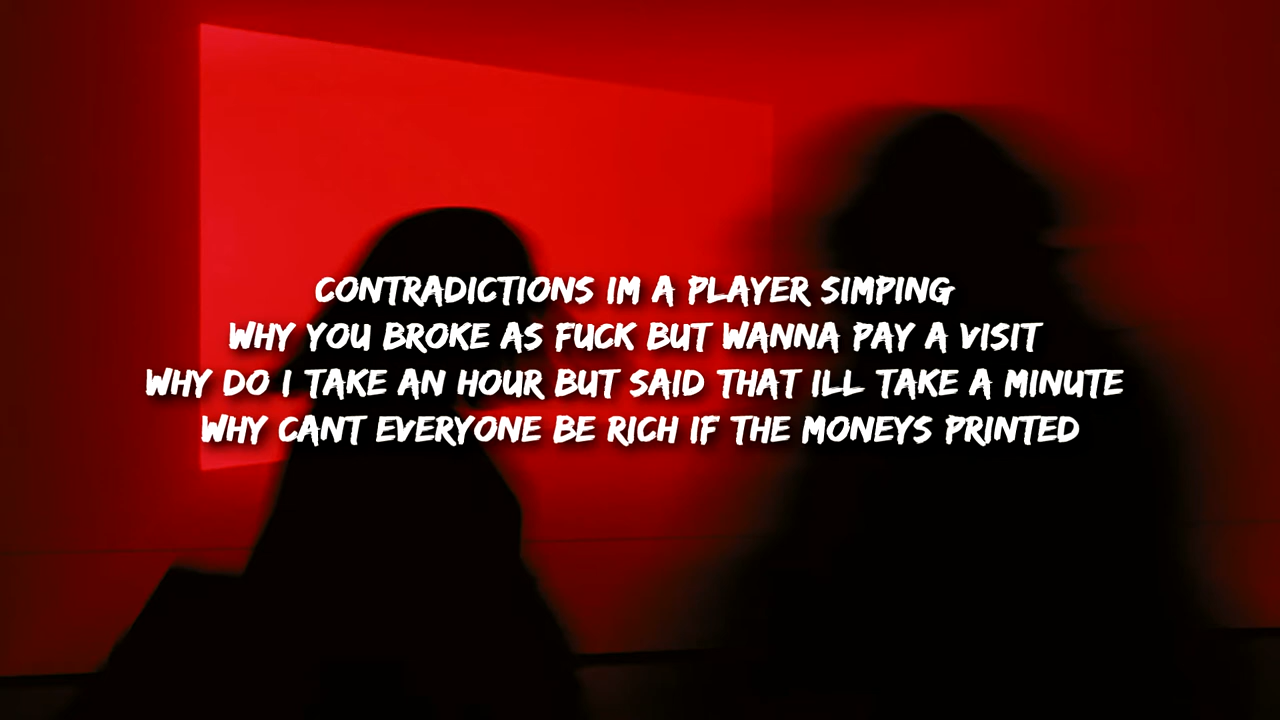 CONTRADICTIONS IM A PLAYER SIMPING
WHY YOU BROKE AS FUCK BUT WANNA PAY A VISIT
WHY DO I TAKE AN HOUR BUT SAID THAT ILL TAKE A MINUTE
WHY CANT EVERYONE BE RICH IF THE MONEYS PRINTED